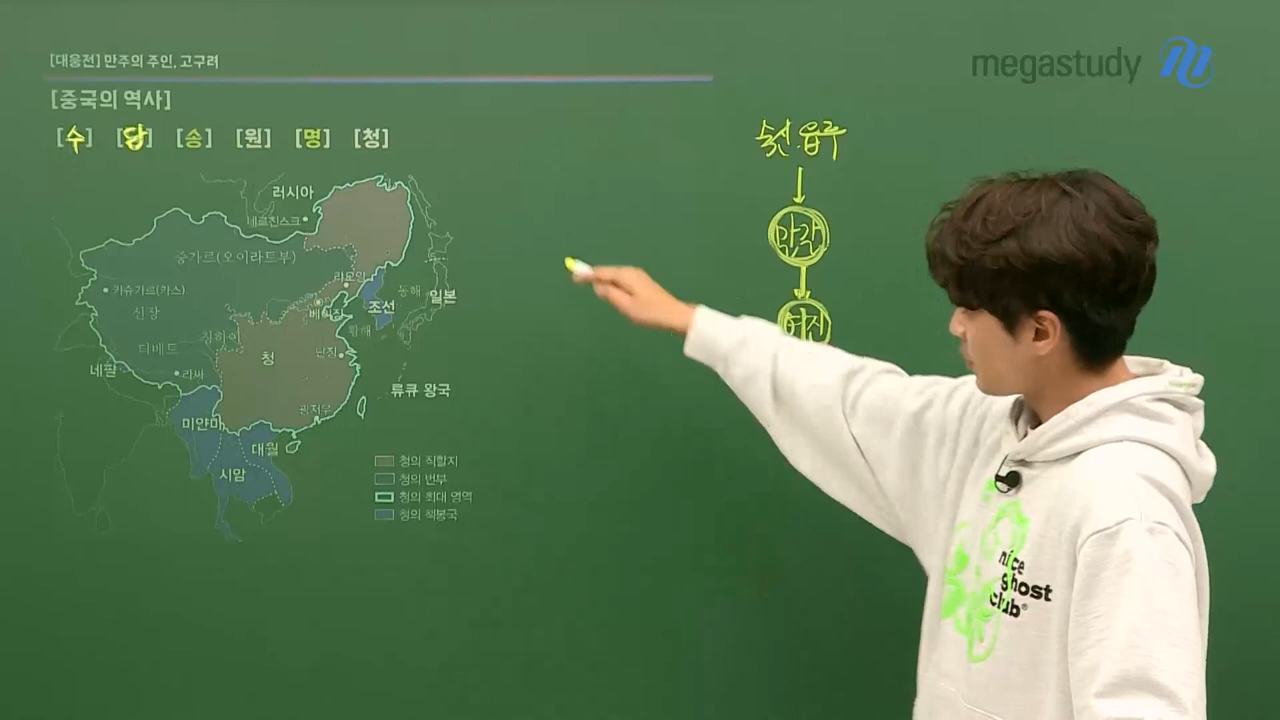 [대웅전] 만주의 주인, 고구려
megastudy
[중국의 역사]
[수] [당] [송] [원] [명] [청]
숙신·읍루
말갈
여진
러시아
네르친스크
중가르(오이라트부)
랴오양
카슈가르(카스)
신장
베이징
조선
동해
일본
황해
칭하이
티베트
청
난징
네팔
라싸
류큐 왕국
광저우
미얀마
대월
시암
청의 직할지
청의 번부
청의 최대 영역
청의 책봉국
nice
ghost
club®